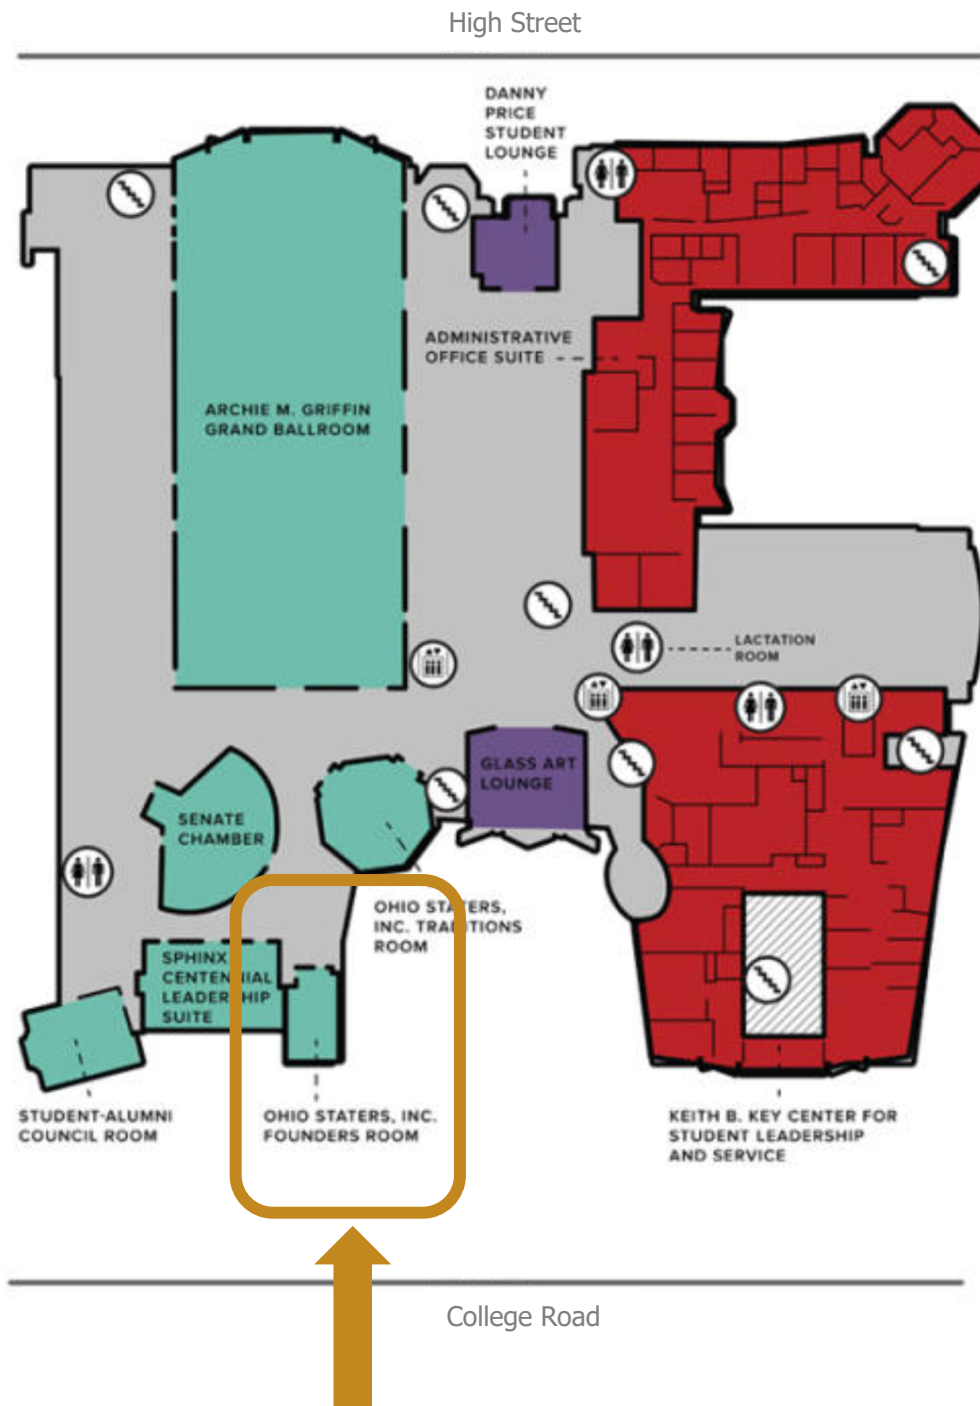 High Street
DANNY
PRICE
STUDENT
LOUNGE
ADMINISTRATIVE
OFFICE SUITE
ARCHIE M. GRIFFIN
GRAND BALLROOM
LACTATION
ROOM
GLASS ART
LOUNGE
SENATE
CHAMBER
OHIO STATERS,
INC. TRADITIONS
ROOM
SPHINX
CENTENNIAL
LEADERSHIP
SUITE
STUDENT-ALUMNI
COUNCIL ROOM
OHIO STATERS, INC.
FOUNDERS ROOM
KEITH B. KEY CENTER FOR
STUDENT LEADERSHIP
AND SERVICE
College Road